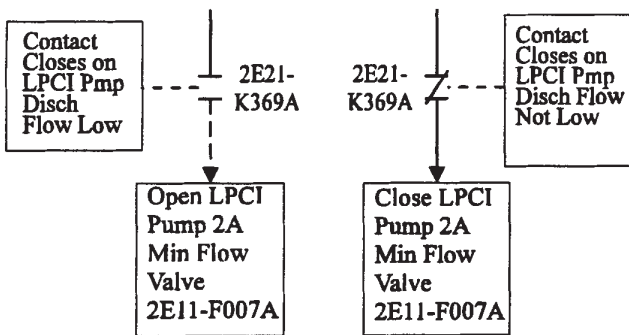 Contact
Closes on
LPCI Pmp
Disch
Flow Low
2E21-
K369A
2E21-
K369A
Contact
Closes on
LPCI Pmp
Disch Flow
Not Low
Open LPCI
Pump 2A
Min Flow
Valve
2E11-F007A
Close LPCI
Pump 2A
Min Flow
Valve
2E11-F007A